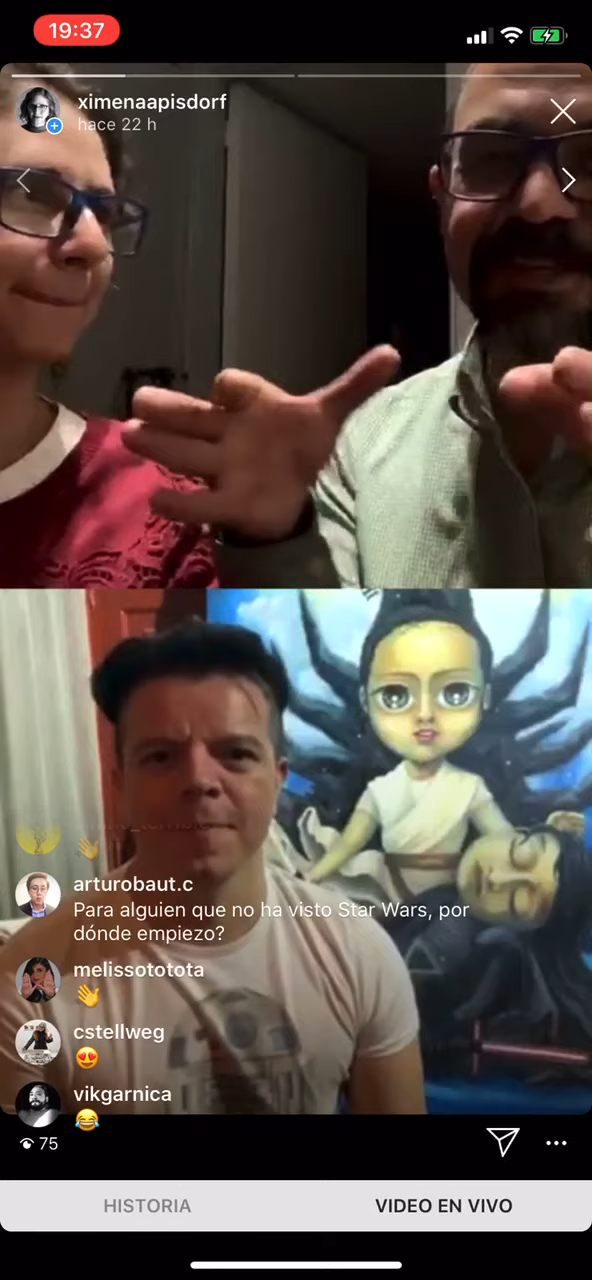 19:37
ximenaapisdorf
hace 22 h
arturobaut.c
Para alguien que no ha visto Star Wars, por
dónde empiezo?
melissototota
👋
cstellweg
😍
vikgarnica
😂
75
HISTORIA
VIDEO EN VIVO